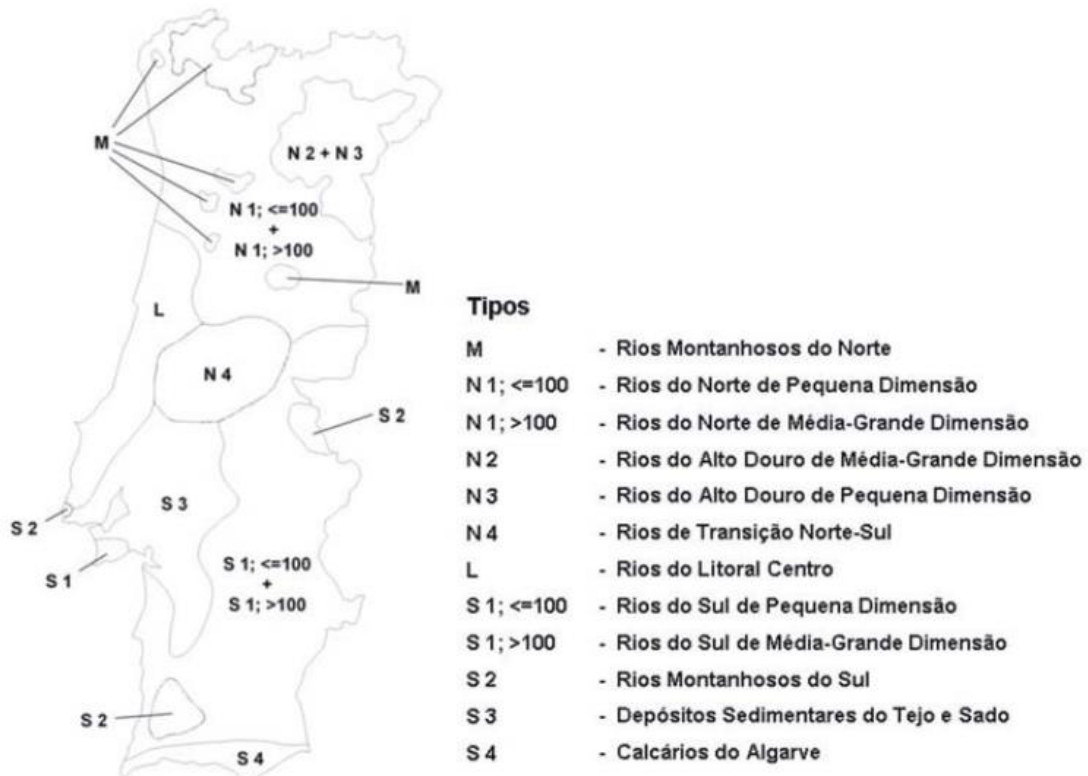 M
N 2 + N 3
N 1; <=100
+
N 1; >100
M
L
N 4
S 2
S 3
S 2
S 1
S 1; <=100
+
S 1; >100
S 2
S 4
Tipos
M - Rios Montanhosos do Norte
N 1; <=100 - Rios do Norte de Pequena Dimensão
N 1; >100 - Rios do Norte de Média-Grande Dimensão
N 2 - Rios do Alto Douro de Média-Grande Dimensão
N 3 - Rios do Alto Douro de Pequena Dimensão
N 4 - Rios de Transição Norte-Sul
L - Rios do Litoral Centro
S 1; <=100 - Rios do Sul de Pequena Dimensão
S 1; >100 - Rios do Sul de Média-Grande Dimensão
S 2 - Rios Montanhosos do Sul
S 3 - Depósitos Sedimentares do Tejo e Sado
S 4 - Calcários do Algarve